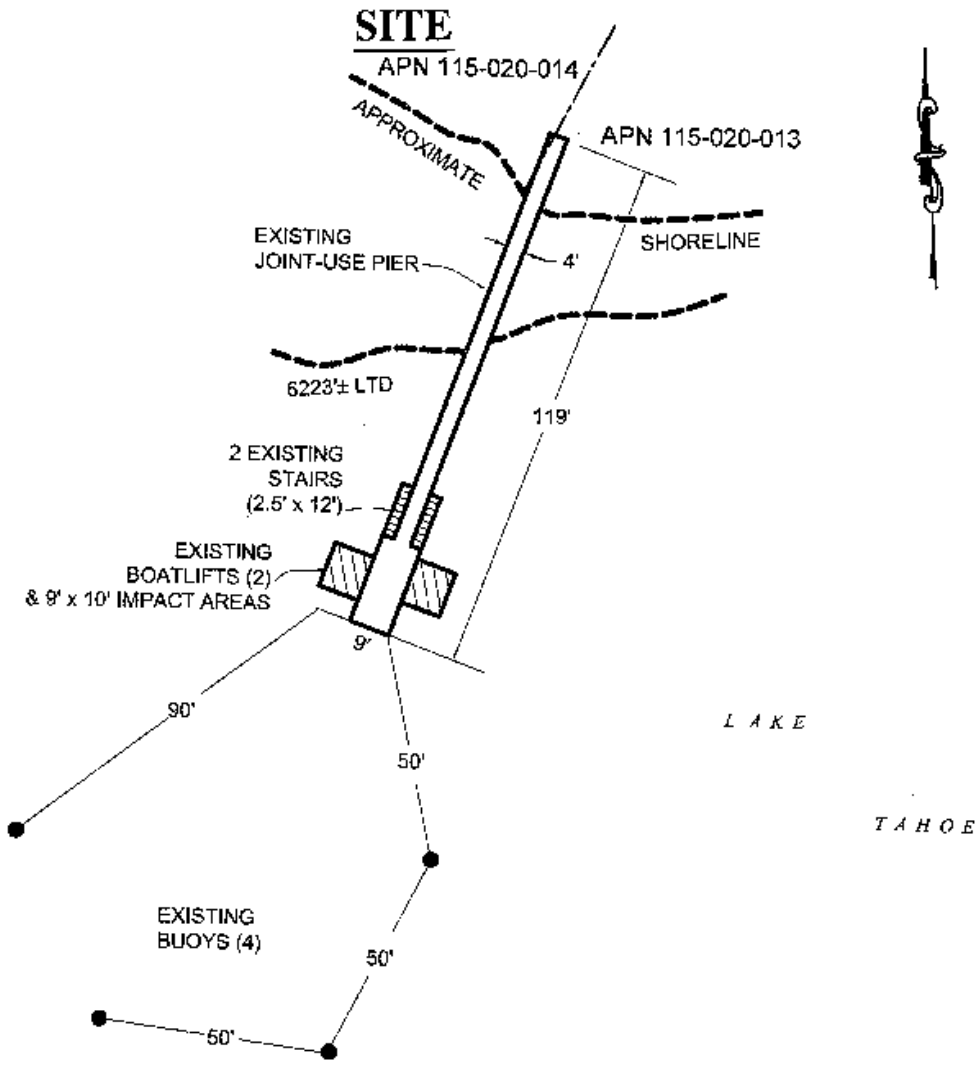 SITE
APN 115-020-014
APPROXIMATE
APN 115-020-013
SHORELINE
EXISTING
JOINT-USE PIER
4'
6223'± LTD
119'
2 EXISTING
STAIRS
(2.5' x 12')
EXISTING
BOATLIFTS (2)
& 9' x 10' IMPACT AREAS
9'
90'
50'
LAKE
TAHOE
EXISTING
BUOYS (4)
50'
50'